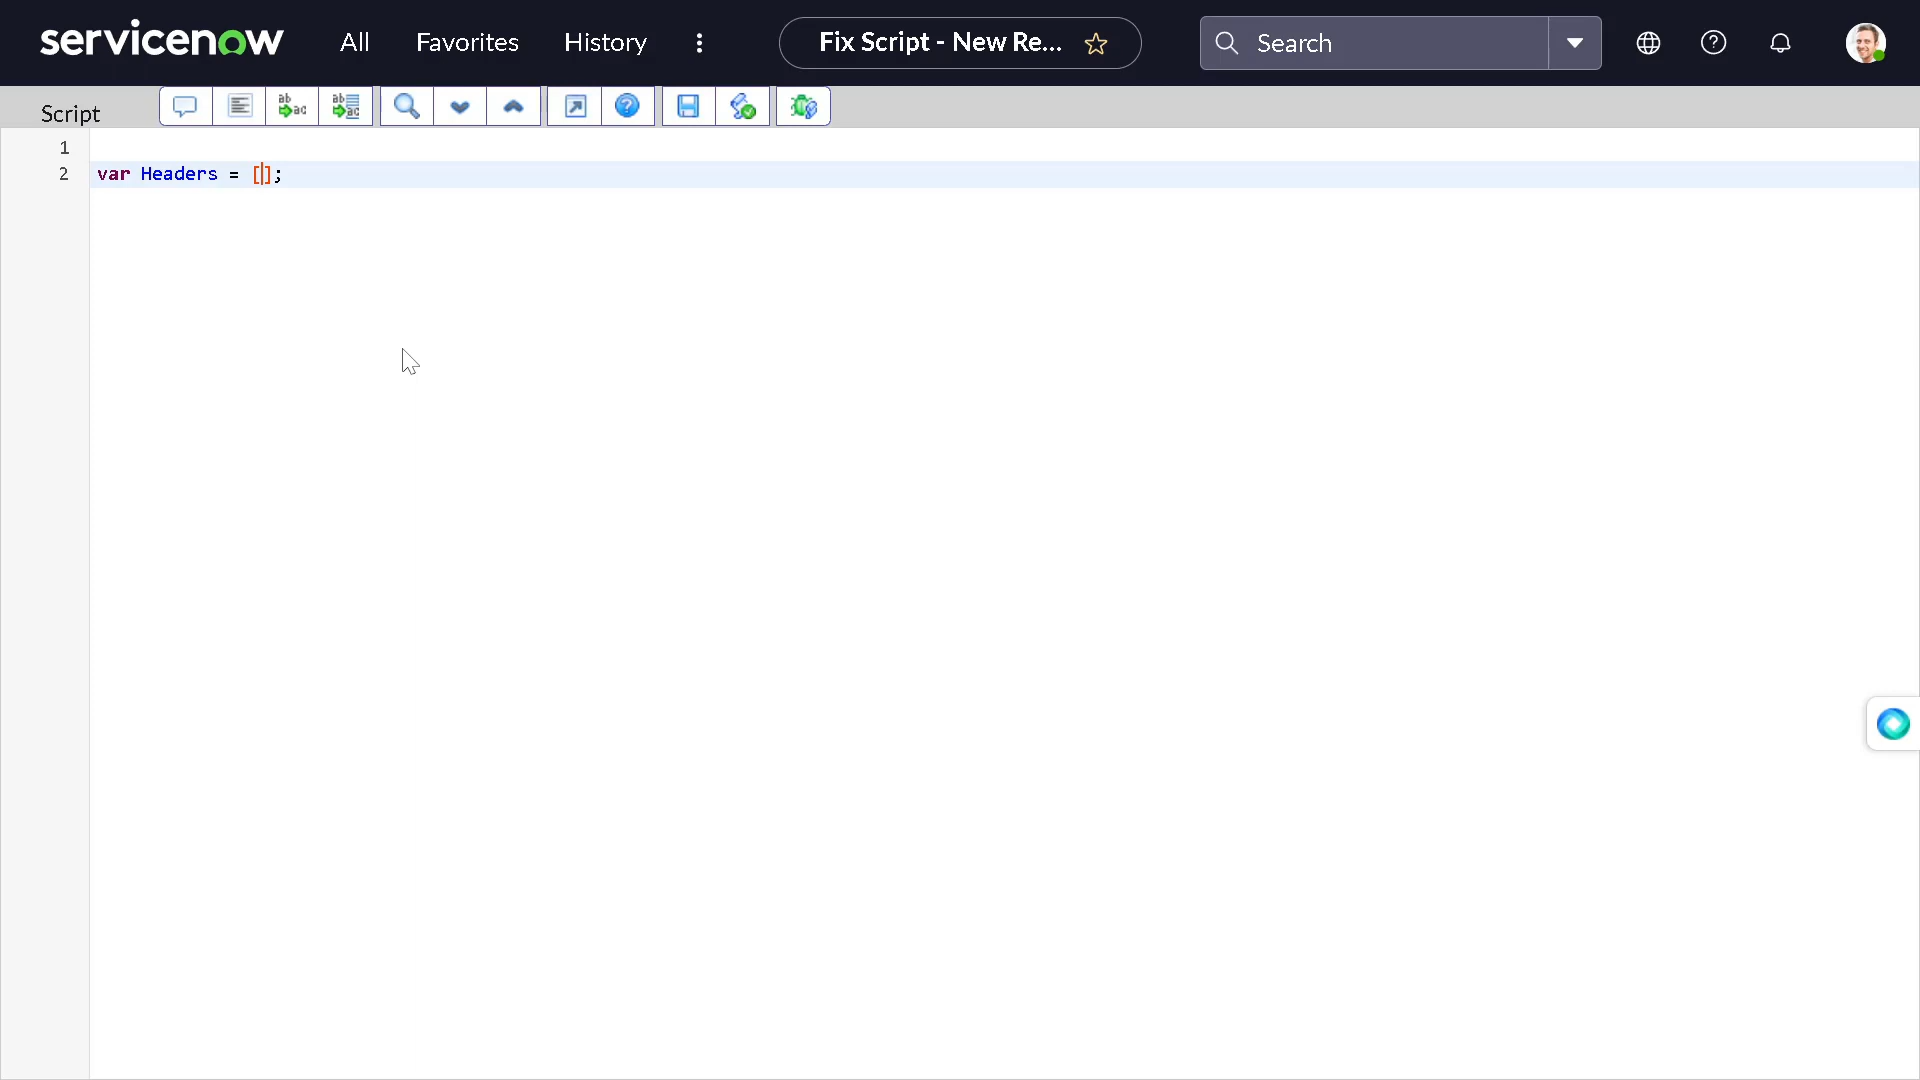 servicenow All Favorites History Fix Script - New Re... Search
Script
1
2 var Headers = [];